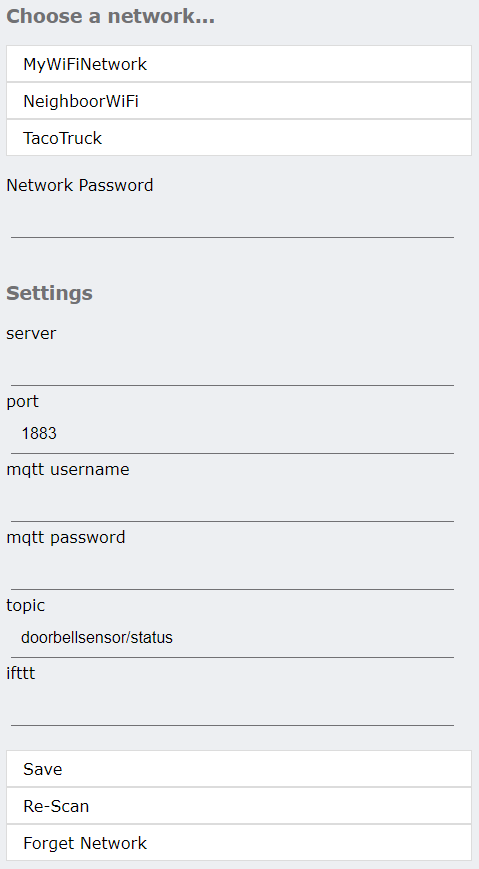 Choose a network...
MyWiFiNetwork
NeighboorWiFi
TacoTruck
Network Password
Settings
server
port
1883
mqtt username
mqtt password
topic
doorbellsensor/status
ifttt
Save
Re-Scan
Forget Network